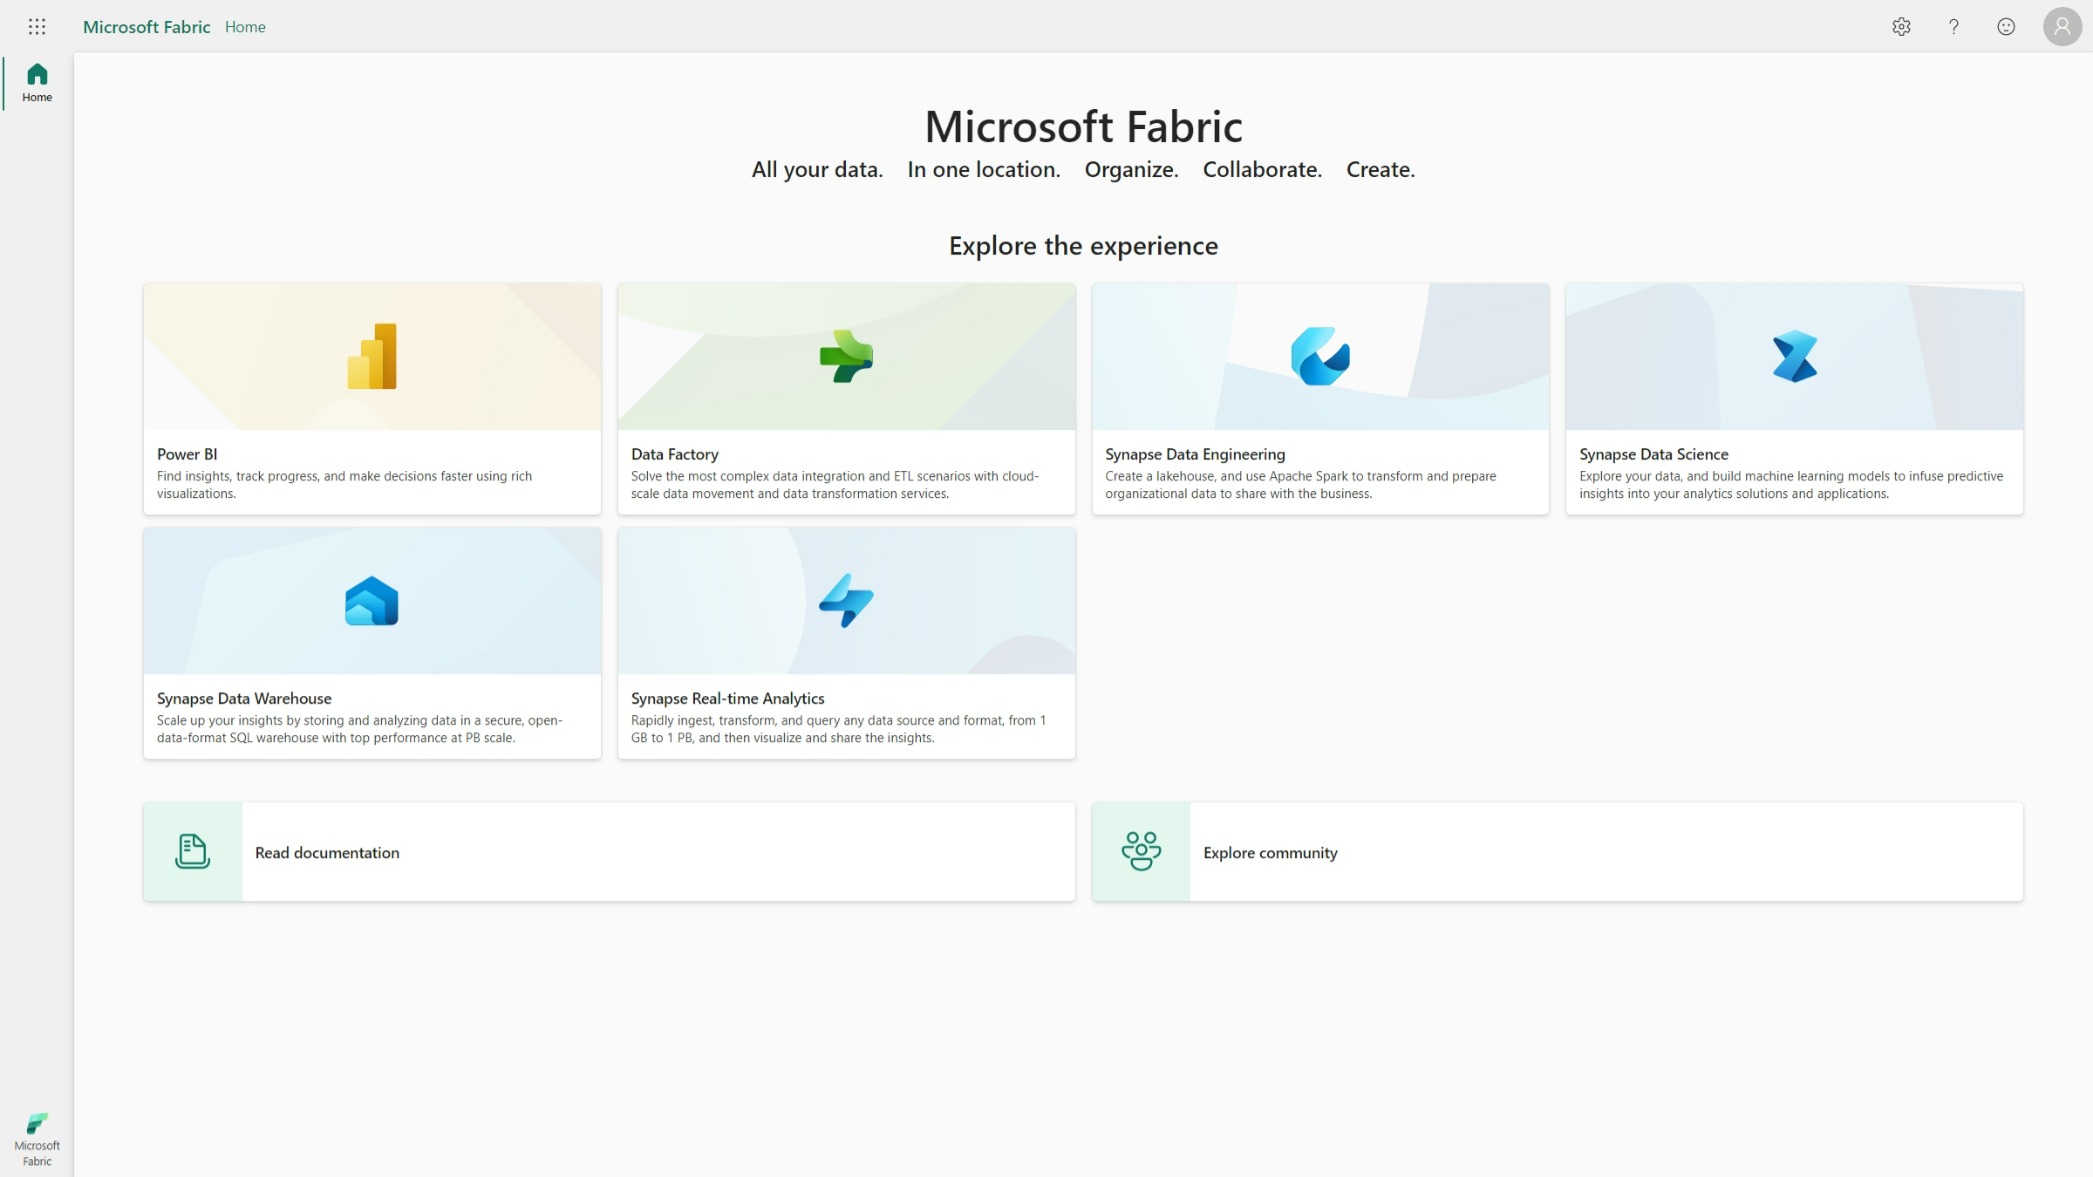 Microsoft Fabric Home
Home
Microsoft Fabric
All your data. In one location. Organize. Collaborate. Create.
Explore the experience
Power BI
Find insights, track progress, and make decisions faster using rich
visualizations.
Data Factory
Solve the most complex data integration and ETL scenarios with cloud-
scale data movement and data transformation services.
Synapse Data Engineering
Create a lakehouse, and use Apache Spark to transform and prepare
organizational data to share with the business.
Synapse Data Science
Explore your data, and build machine learning models to infuse predictive
insights into your analytics solutions and applications.
Synapse Data Warehouse
Scale up your insights by storing and analyzing data in a secure, open-
data-format SQL warehouse with top performance at PB scale.
Synapse Real-time Analytics
Rapidly ingest, transform, and query any data source and format, from 1
GB to 1 PB, and then visualize and share the insights.
Read documentation
Explore community
Microsoft
Fabric